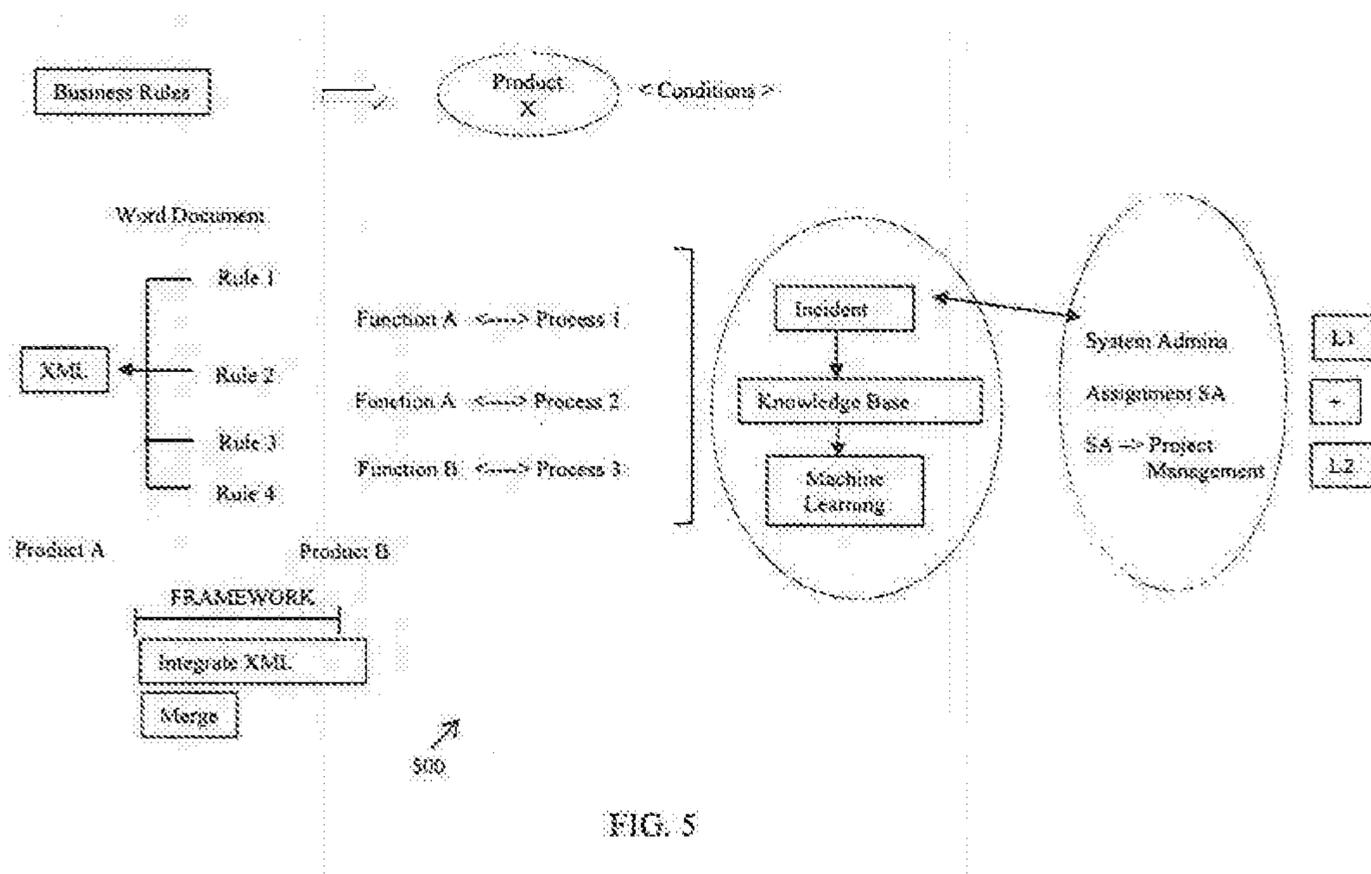 Business Rules
Product
X
< Conditions >
Word Document
Rule 1
Rule 2
Rule 3
Rule 4
XML
Function A <----> Process 1
Function A <----> Process 2
Function B <----> Process 3
Incident
Knowledge Base
Machine
Learning
System Admins
Assignment SA
SA --> Project
Management
L1
+
L2
Product A
Product B
FRAMEWORK
Integrate XML
Merge
500
FIG. 5